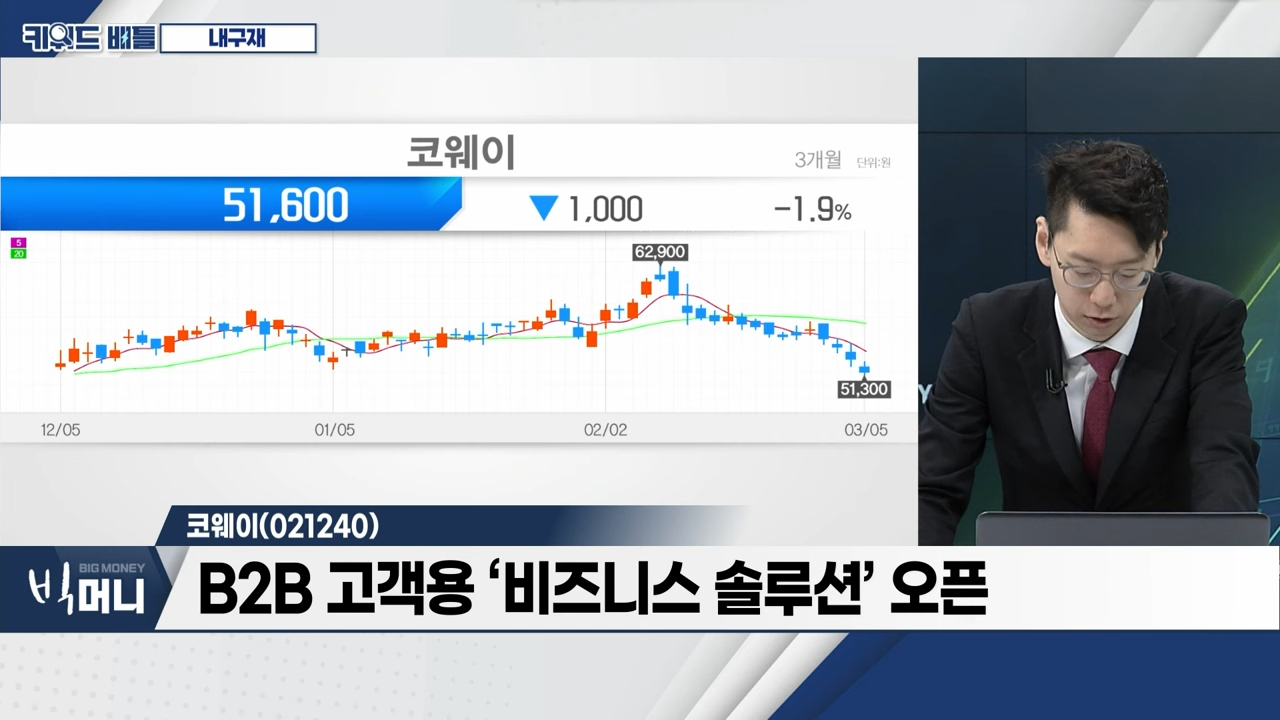 키워드 배틀
내구재
코웨이
3개월 단위:원
51,600 ▼ 1,000 -1.9%
5
20
62,900
51,300
12/05 01/05 02/02 03/05
코웨이(021240)
BIG MONEY
빅머니
B2B 고객용 ‘비즈니스 솔루션’ 오픈